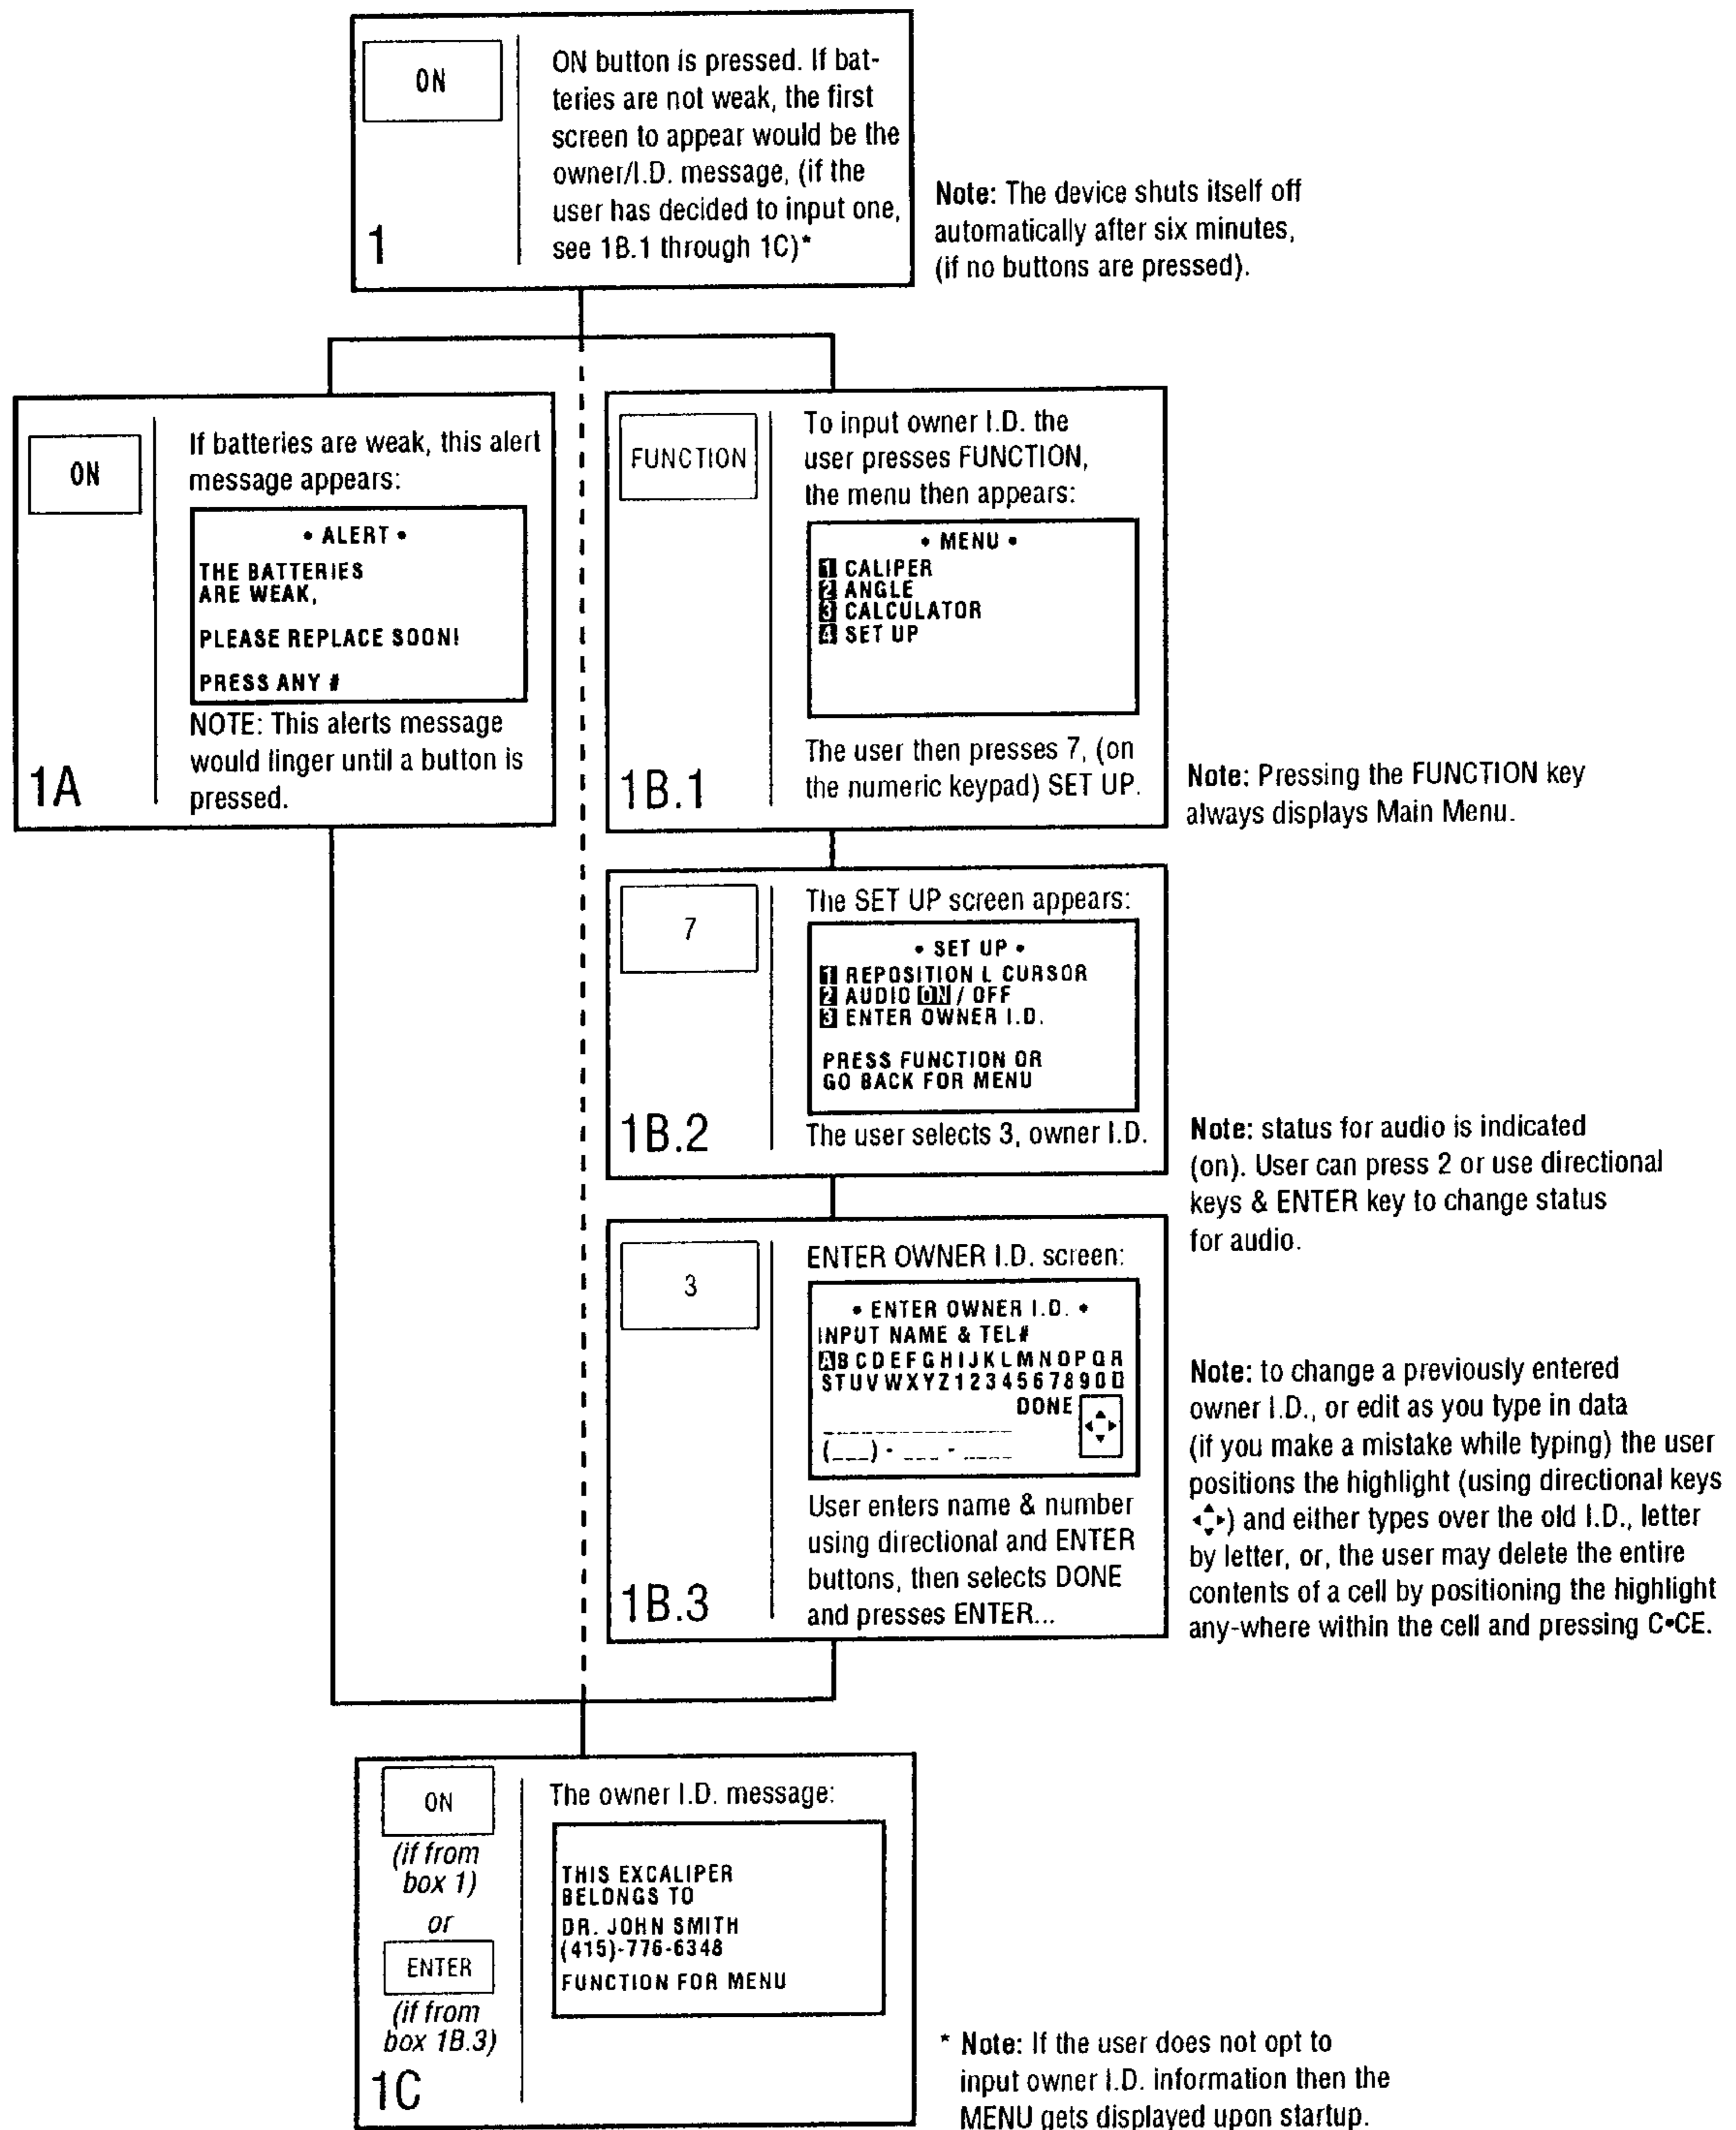 ON
ON button is pressed. If bat-
teries are not weak, the first
screen to appear would be the
owner/I.D. message, (if the
user has decided to input one,
see 1B.1 through 1C)*
1
Note: The device shuts itself off
automatically after six minutes,
(if no buttons are pressed).
ON
If batteries are weak, this alert
message appears:
• ALERT •
THE BATTERIES
ARE WEAK,
PLEASE REPLACE SOON!
PRESS ANY #
NOTE: This alerts message
would linger until a button is
pressed.
1A
FUNCTION
To input owner I.D. the
user presses FUNCTION,
the menu then appears:
• MENU •
1 CALIPER
2 ANGLE
3 CALCULATOR
4 SET UP
The user then presses 7, (on
the numeric keypad) SET UP.
1B.1
Note: Pressing the FUNCTION key
always displays Main Menu.
7
The SET UP screen appears:
• SET UP •
1 REPOSITION L CURSOR
2 AUDIO ON / OFF
3 ENTER OWNER I.D.
PRESS FUNCTION OR
GO BACK FOR MENU
The user selects 3, owner I.D.
1B.2
Note: status for audio is indicated
(on). User can press 2 or use directional
keys & ENTER key to change status
for audio.
3
ENTER OWNER I.D. screen:
• ENTER OWNER I.D. •
INPUT NAME & TEL#
A B C D E F G H I J K L M N O P Q R
S T U V W X Y Z 1 2 3 4 5 6 7 8 9 0
DONE
(___) - ___ - ____
User enters name & number
using directional and ENTER
buttons, then selects DONE
and presses ENTER...
1B.3
Note: to change a previously entered
owner I.D., or edit as you type in data
(if you make a mistake while typing) the user
positions the highlight (using directional keys
) and either types over the old I.D., letter
by letter, or, the user may delete the entire
contents of a cell by positioning the highlight
any-where within the cell and pressing C•CE.
ON
(if from
box 1)
or
ENTER
(if from
box 1B.3)
1C
The owner I.D. message:
THIS EXCALIPER
BELONGS TO
DR. JOHN SMITH
(415)-776-6348
FUNCTION FOR MENU
* Note: If the user does not opt to
input owner I.D. information then the
MENU gets displayed upon startup.